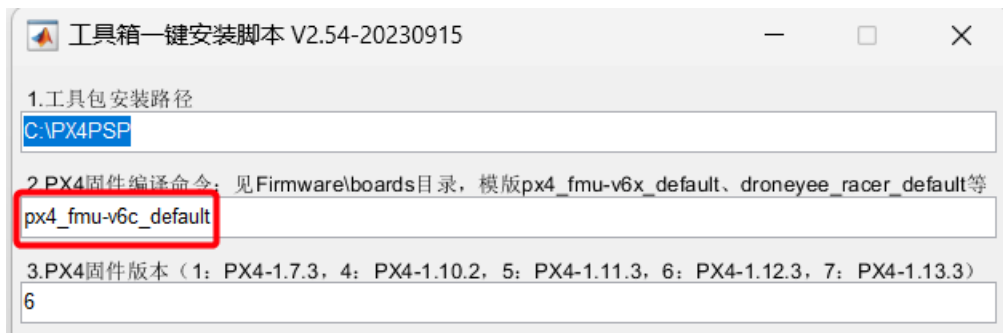 工具箱一键安装脚本 V2.54-20230915
1.工具包安装路径
C:\PX4PSP
2.PX4固件编译命令：见Firmware\boards目录，模版px4_fmu-v6x_default、droneyee_racer_default等
px4_fmu-v6c_default
3.PX4固件版本（1：PX4-1.7.3，4：PX4-1.10.2，5：PX4-1.11.3，6：PX4-1.12.3，7：PX4-1.13.3）
6